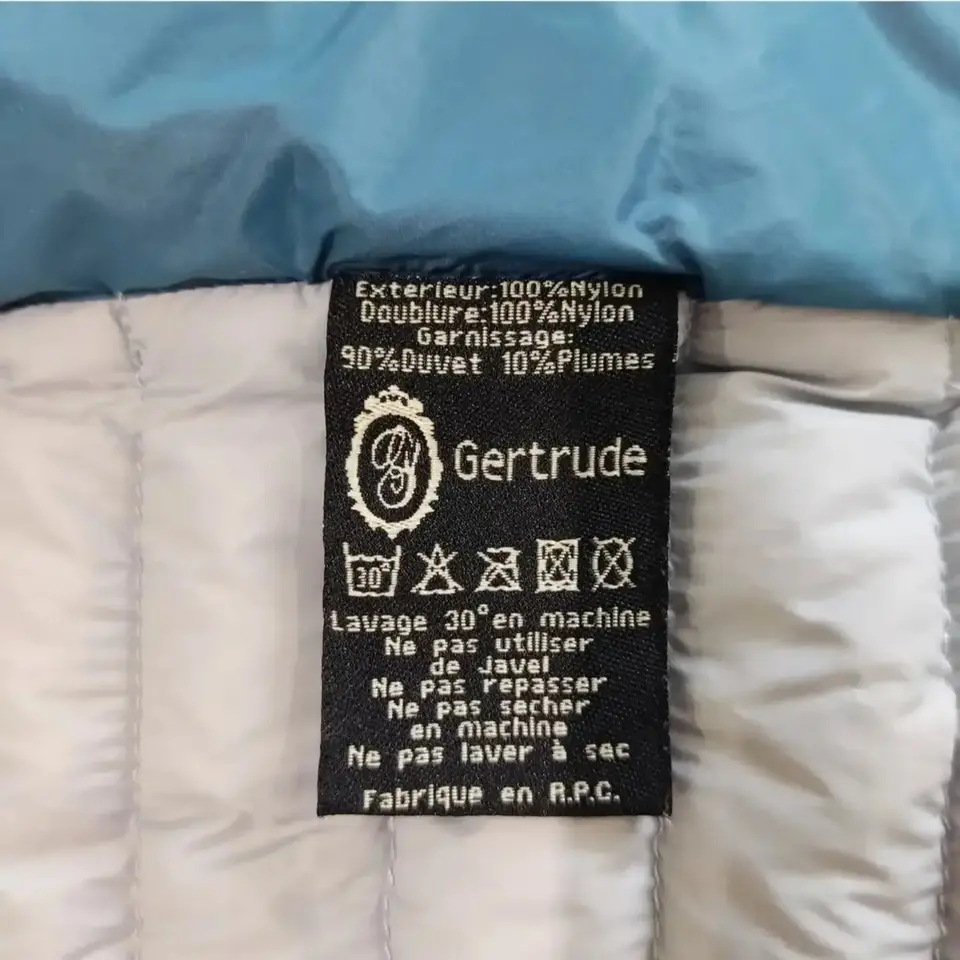 Exterieur:100%Nylon
Doublure:100%Nylon
Garnissage:
90%Duvet 10%Plumes
Gertrude
30°
Lavage 30°en machine
Ne pas utiliser
de Javel
Ne pas repasser
Ne pas secher
en machine
Ne pas laver à sec
Fabrique en R.P.C.